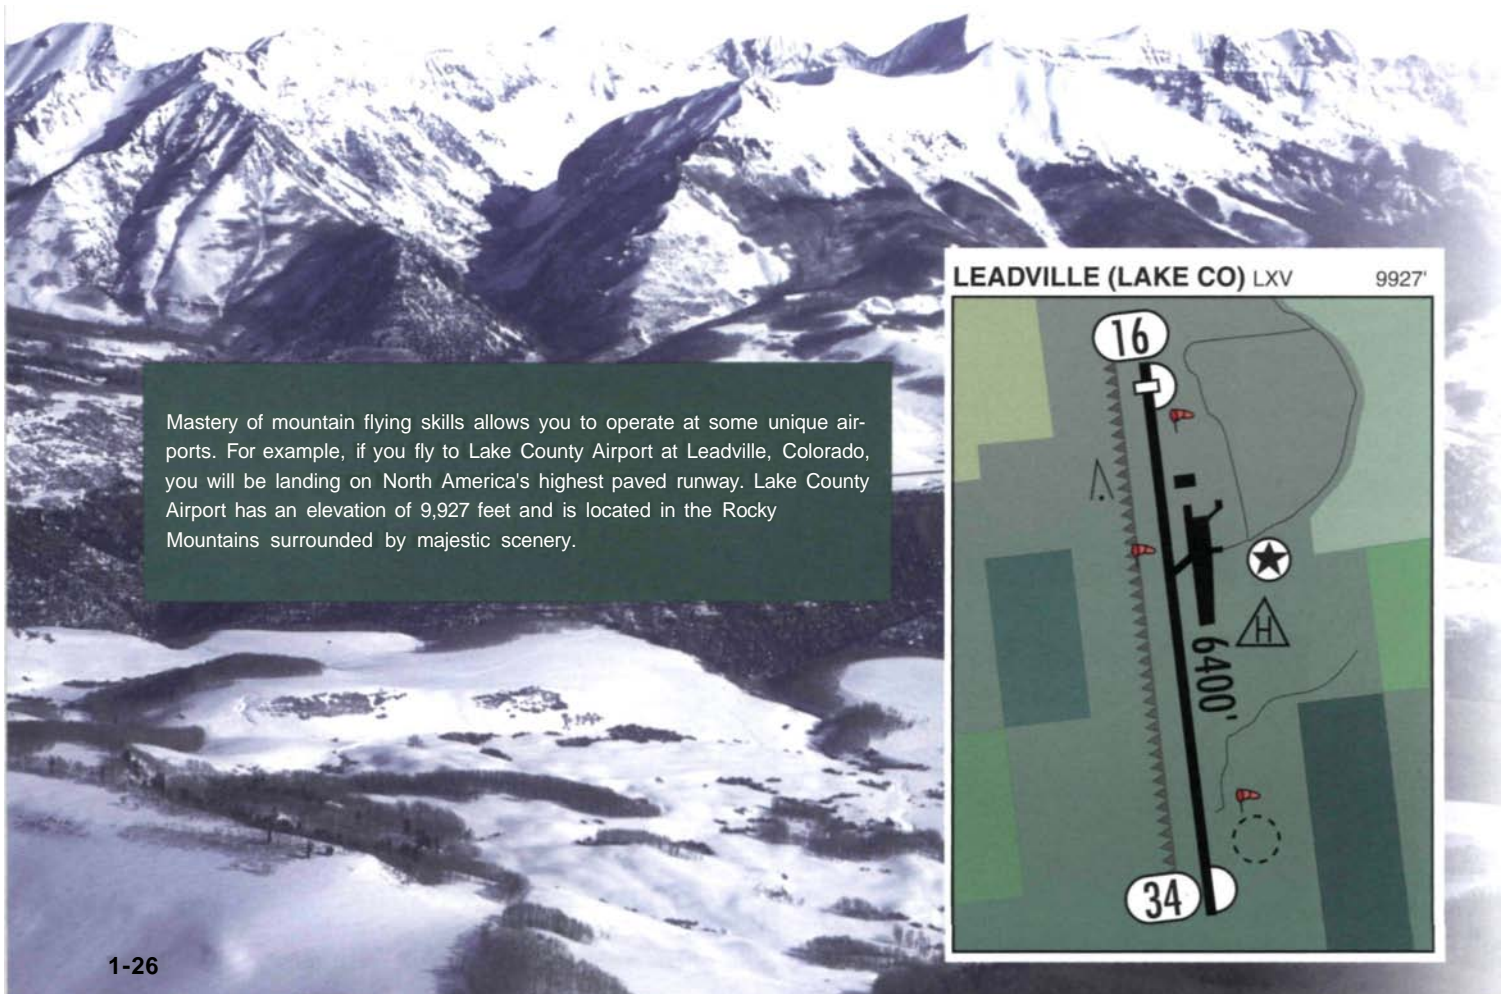 LEADVILLE (LAKE CO) LXV 9927'
16
Mastery of mountain flying skills allows you to operate at some unique air-
ports. For example, if you fly to Lake County Airport at Leadville, Colorado,
you will be landing on North America's highest paved runway. Lake County
Airport has an elevation of 9,927 feet and is located in the Rocky
Mountains surrounded by majestic scenery.
H
6400'
34
1-26